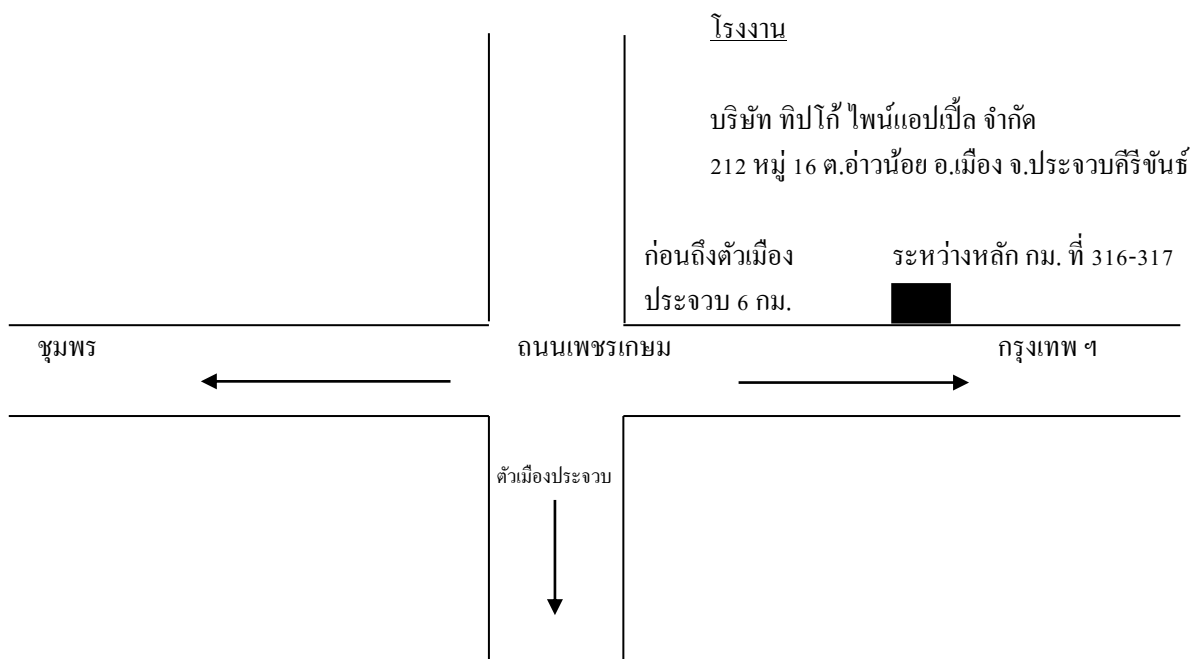 โรงงาน
บริษัท ทิปโก้ ไพน์แอปเปิ้ล จำกัด
212 หมู่ 16 ต.อ่าวน้อย อ.เมือง จ.ประจวบคีรีขันธ์
ก่อนถึงตัวเมือง
ประจวบ 6 กม.
ระหว่างหลัก กม. ที่ 316-317
ชุมพร
ถนนเพชรเกษม
กรุงเทพ ฯ
ตัวเมืองประจวบ